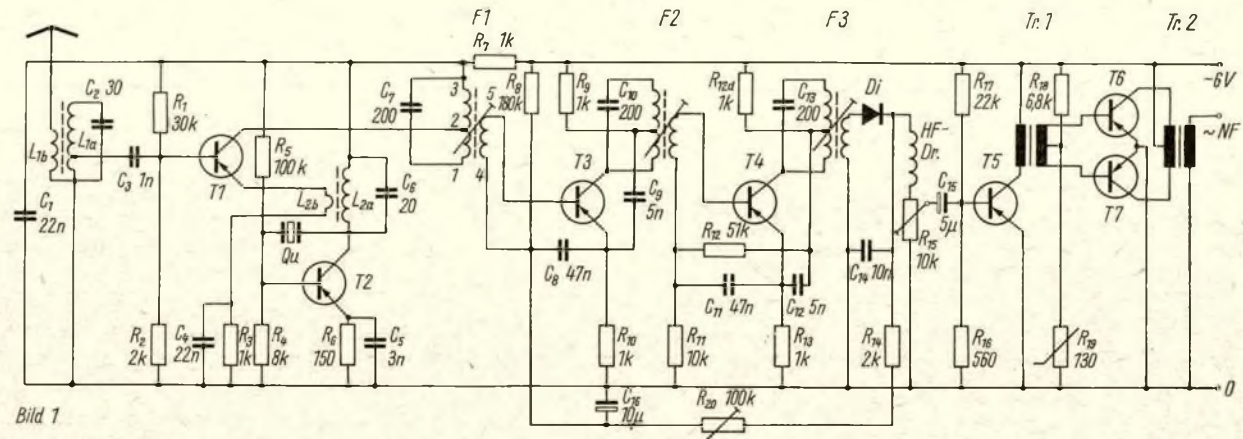 F1
F2
F3
Tr. 1
Tr. 2
R7 1k
C2 30
L1b
L1a
C3 1n
R1
30k
C1
22n
R2
2k
T1
R5
100k
L2b
L2a
C6
20
Qu
T2
C4
22n
R3
1k
R4
8k
R6
150
C5
3n
C7
200
3
2
1
5
4
R8
180k
R9
1k
C10
200
T3
C9
5n
C8 47n
R10
1k
C16
10µ
R12d
1k
C13
200
T4
R12 51k
C11 47n
C12 5n
R11
10k
R13
1k
R20 100k
Di
HF-
Dr.
C15
5µ
R15
10k
C14 10n
R14
2k
R17
22k
T5
R16
560
R18
6,8k
R19
130
T6
T7
-6V
~NF
0
Bild 1